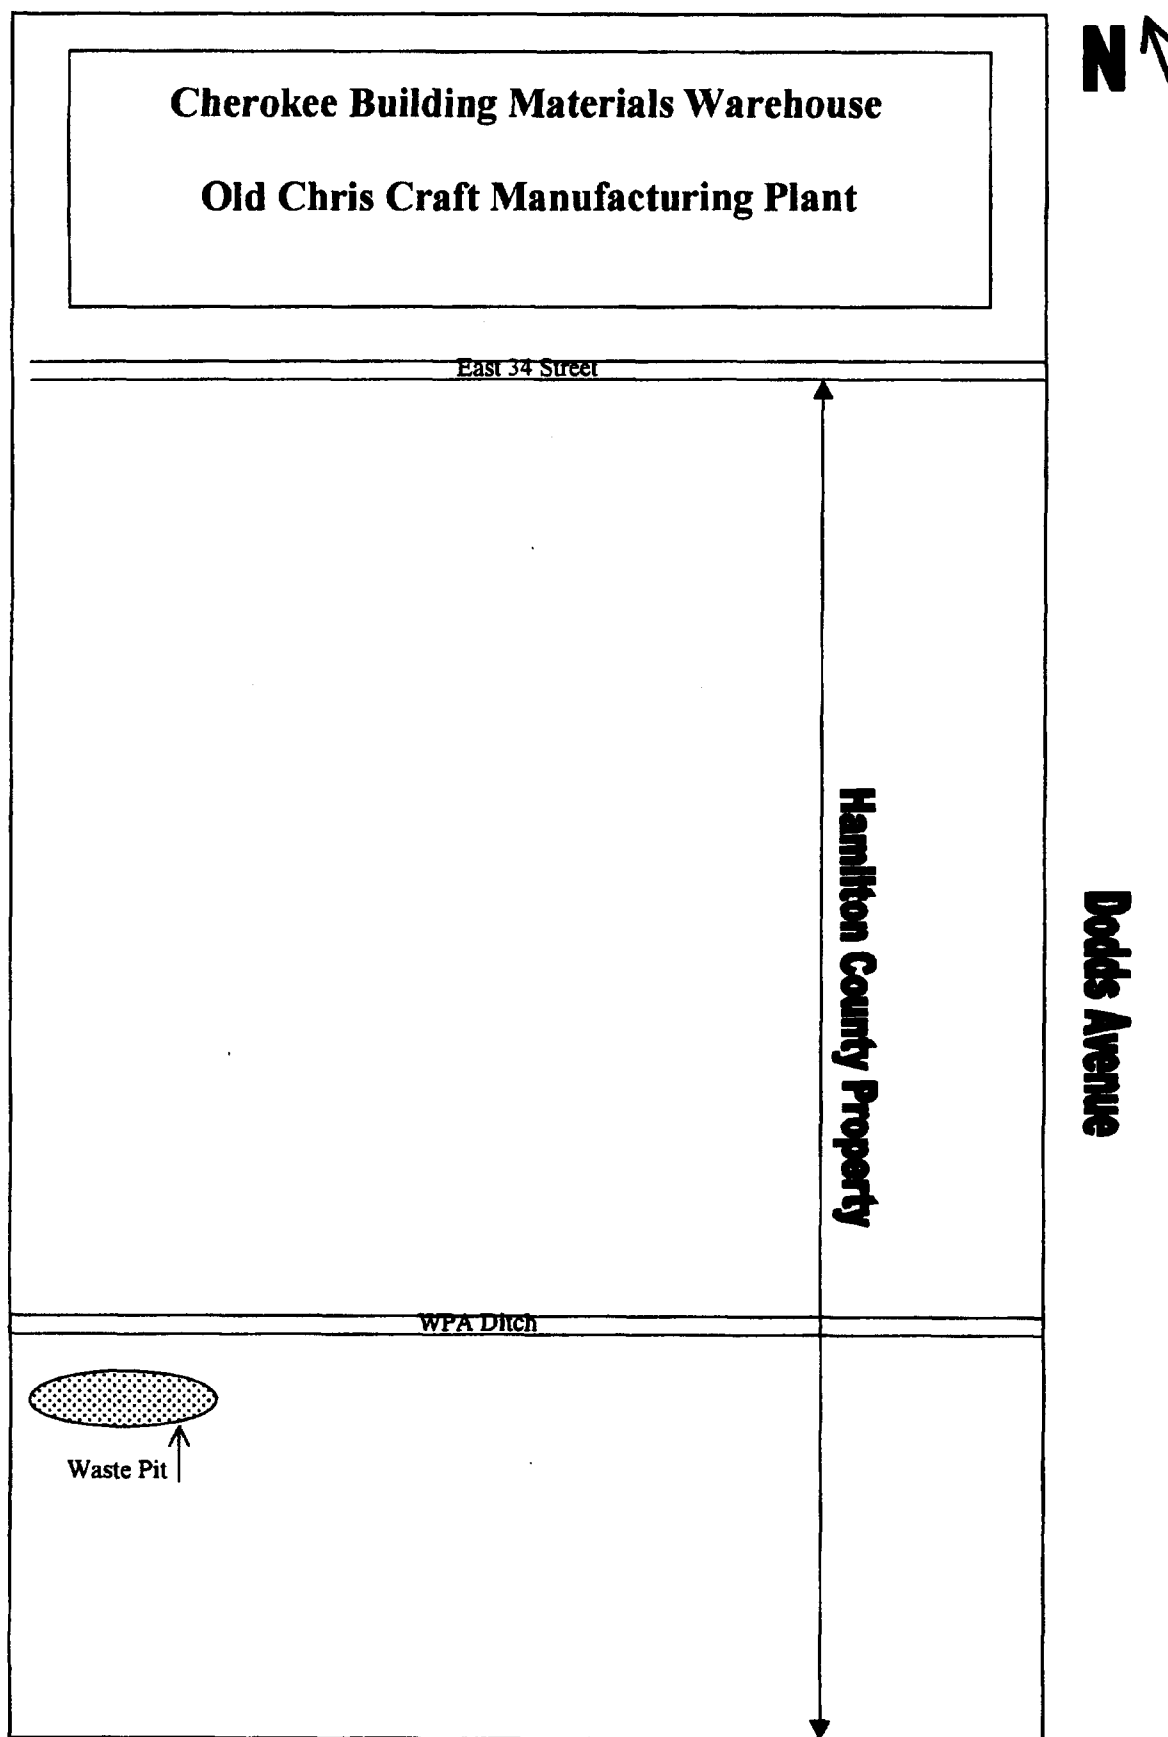 N
Cherokee Building Materials Warehouse
Old Chris Craft Manufacturing Plant
East 34 Street
Hamilton County Property
Dodds Avenue
WPA Ditch
Waste Pit